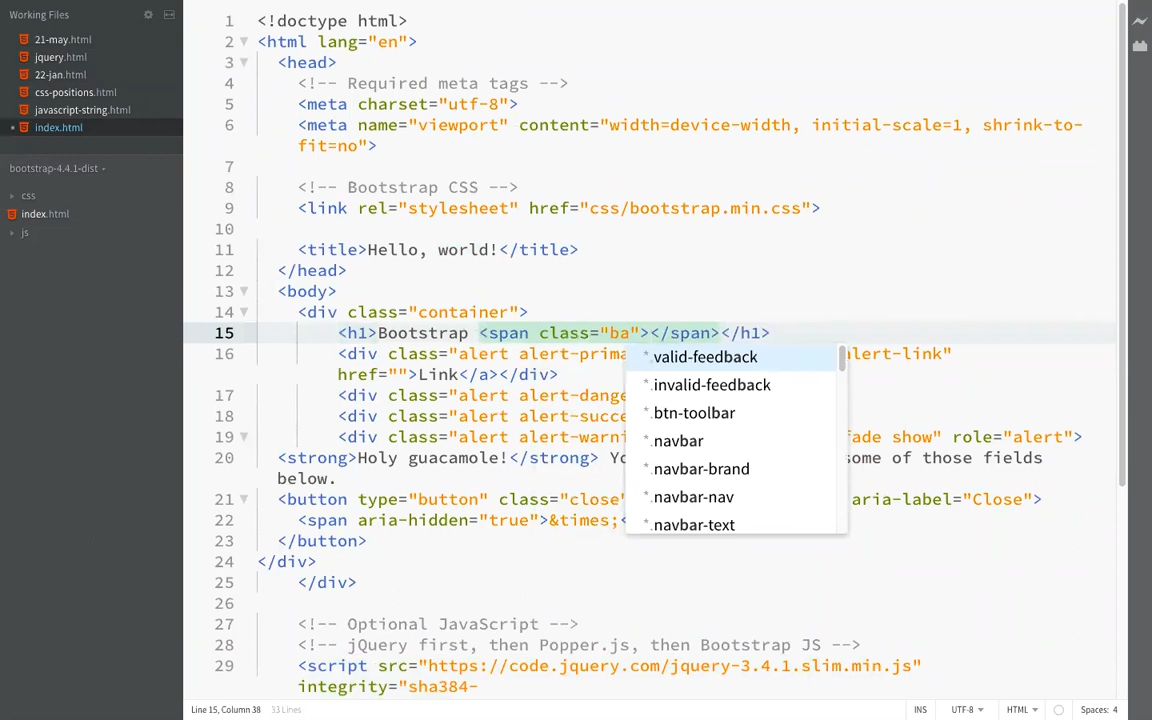 Working Files
21-may.html
jquery.html
22-jan.html
css-positions.html
javascript-string.html
index.html
bootstrap-4.4.1-dist
css
index.html
js
1 <!doctype html>
2 <html lang="en">
3 <head>
4 <!-- Required meta tags -->
5 <meta charset="utf-8">
6 <meta name="viewport" content="width=device-width, initial-scale=1, shrink-to-
fit=no">
7
8 <!-- Bootstrap CSS -->
9 <link rel="stylesheet" href="css/bootstrap.min.css">
10
11 <title>Hello, world!</title>
12 </head>
13 <body>
14 <div class="container">
15 <h1>Bootstrap <span class="ba"></span></h1>
16 <div class="alert alert-prima alert-link"
href="">Link</a></div>
17 <div class="alert alert-dange
18 <div class="alert alert-succe
19 <div class="alert alert-warni fade show" role="alert">
20 <strong>Holy guacamole!</strong> Yo some of those fields
below.
21 <button type="button" class="close" aria-label="Close">
22 <span aria-hidden="true">&times;<
23 </button>
24 </div>
25 </div>
26
27 <!-- Optional JavaScript -->
28 <!-- jQuery first, then Popper.js, then Bootstrap JS -->
29 <script src="https://code.jquery.com/jquery-3.4.1.slim.min.js"
integrity="sha384-
*.valid-feedback
*.invalid-feedback
*.btn-toolbar
*.navbar
*.navbar-brand
*.navbar-nav
*.navbar-text
Line 15, Column 38 33 Lines
INS UTF-8 HTML Spaces: 4